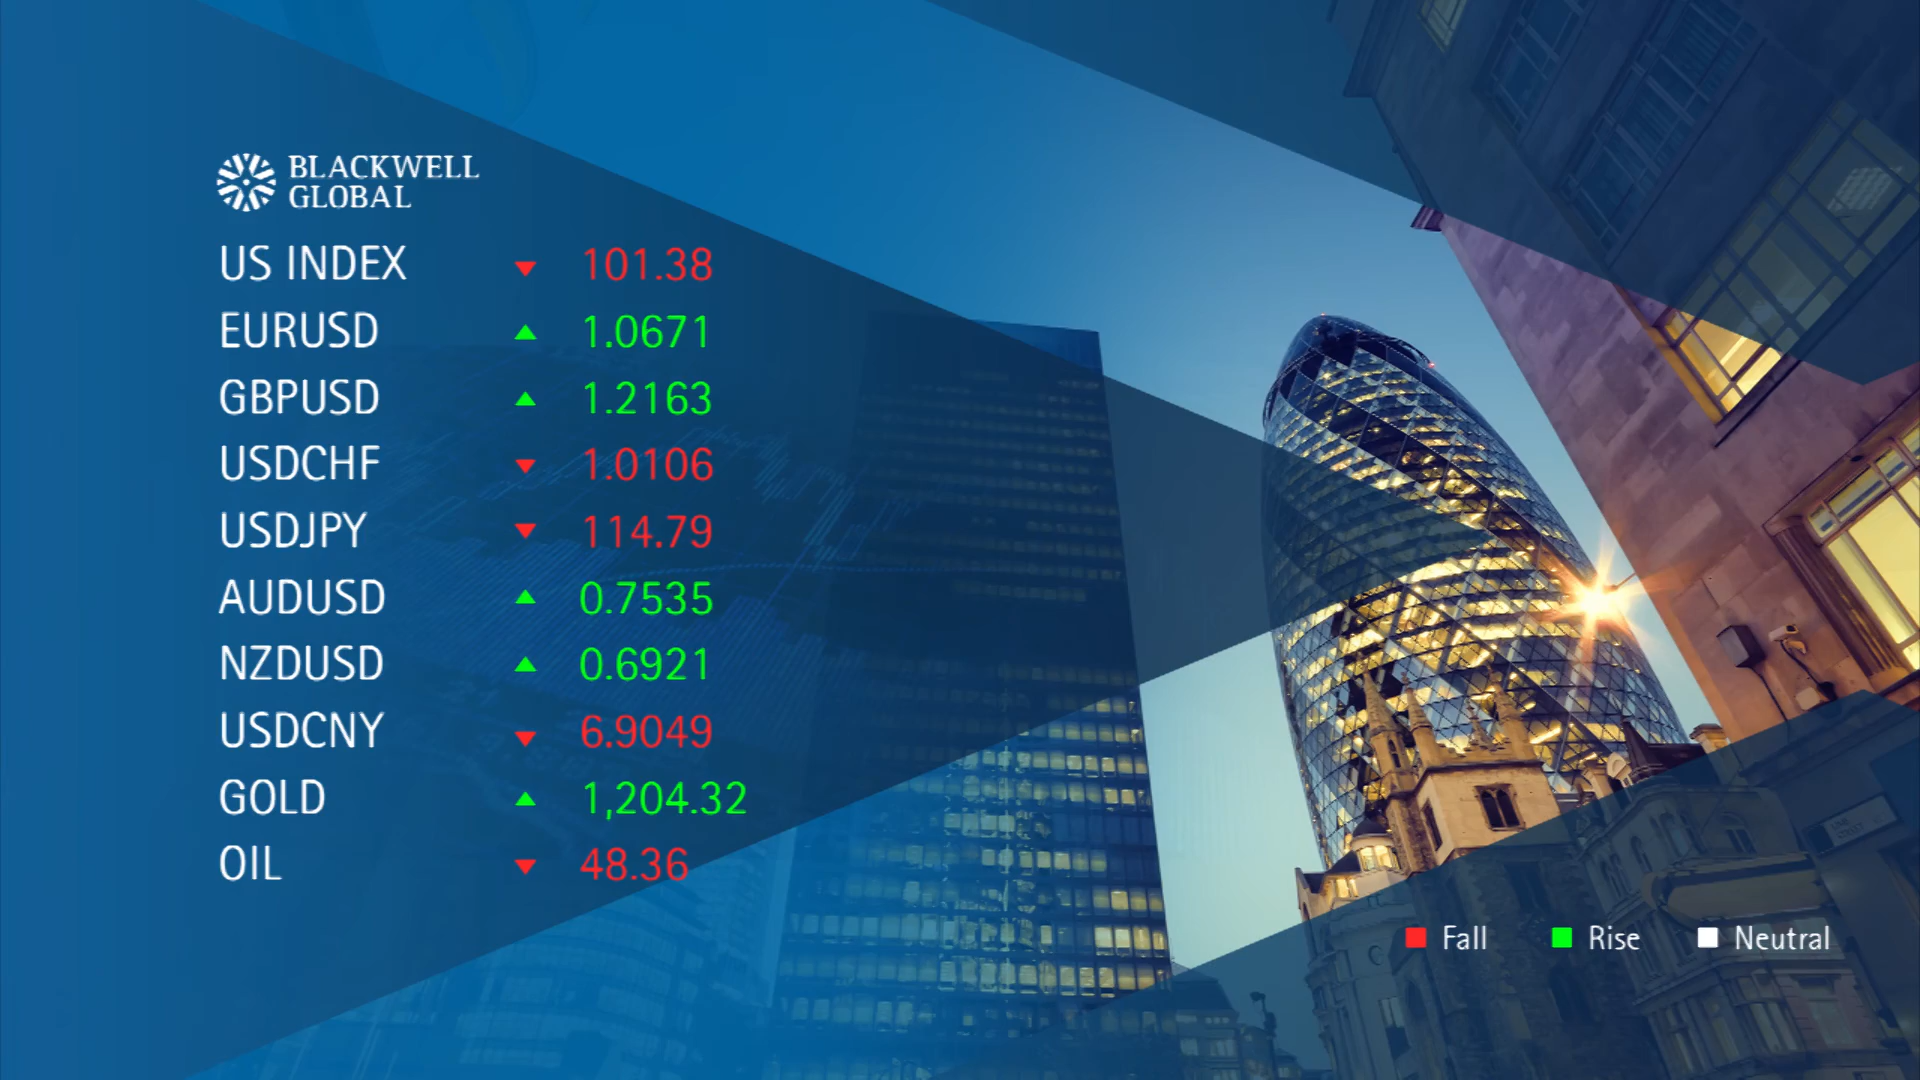 BLACKWELL
GLOBAL
US INDEX ▼ 101.38
EURUSD ▲ 1.0671
GBPUSD ▲ 1.2163
USDCHF ▼ 1.0106
USDJPY ▼ 114.79
AUDUSD ▲ 0.7535
NZDUSD ▲ 0.6921
USDCNY ▼ 6.9049
GOLD ▲ 1,204.32
OIL ▼ 48.36
Fall Rise Neutral